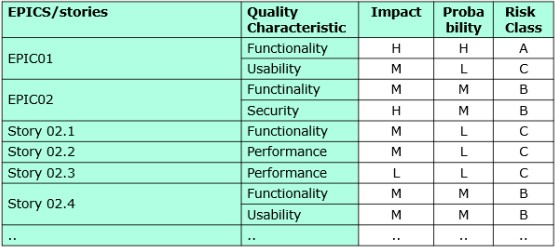 EPICS/stories Quality Characteristic Impact Proba bility Risk Class
EPIC01 Functionality H H A
Usability M L C
EPIC02 Functinality M M B
Security H M B
Story 02.1 Functionality M L C
Story 02.2 Performance M L C
Story 02.3 Performance L L C
Story 02.4 Functionality M M B
Usability M M B
.. .. .. .. ..